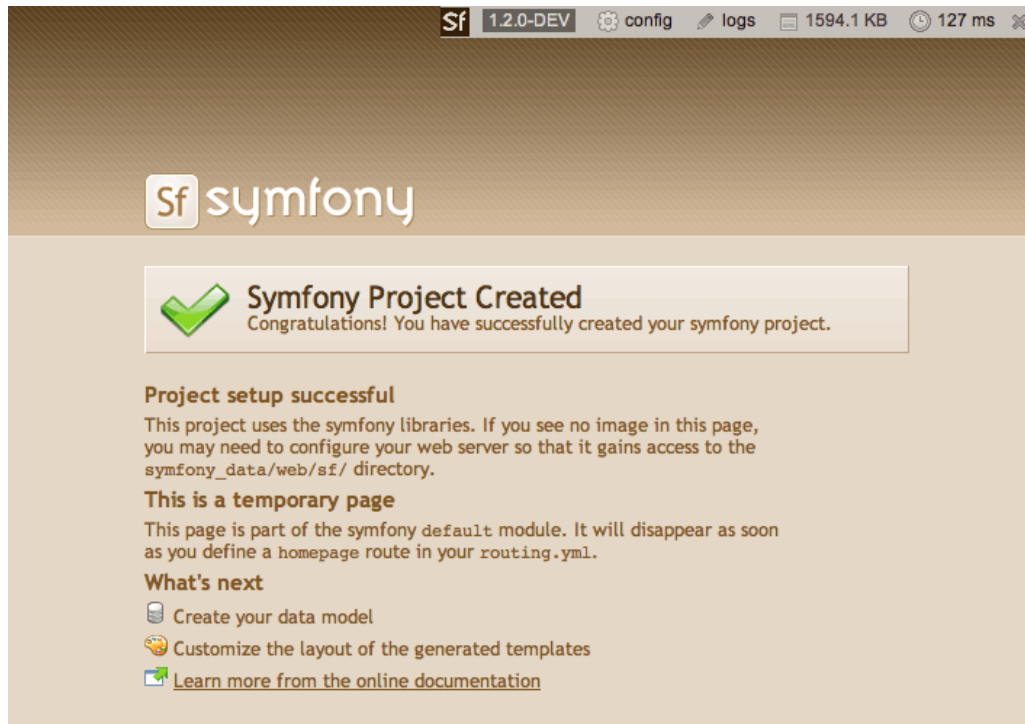 Sf 1.2.0-DEV config logs 1594.1 KB 127 ms
Sf symfony
Symfony Project Created
Congratulations! You have successfully created your symfony project.
Project setup successful
This project uses the symfony libraries. If you see no image in this page,
you may need to configure your web server so that it gains access to the
symfony_data/web/sf/ directory.
This is a temporary page
This page is part of the symfony default module. It will disappear as soon
as you define a homepage route in your routing.yml.
What's next
Create your data model
Customize the layout of the generated templates
Learn more from the online documentation